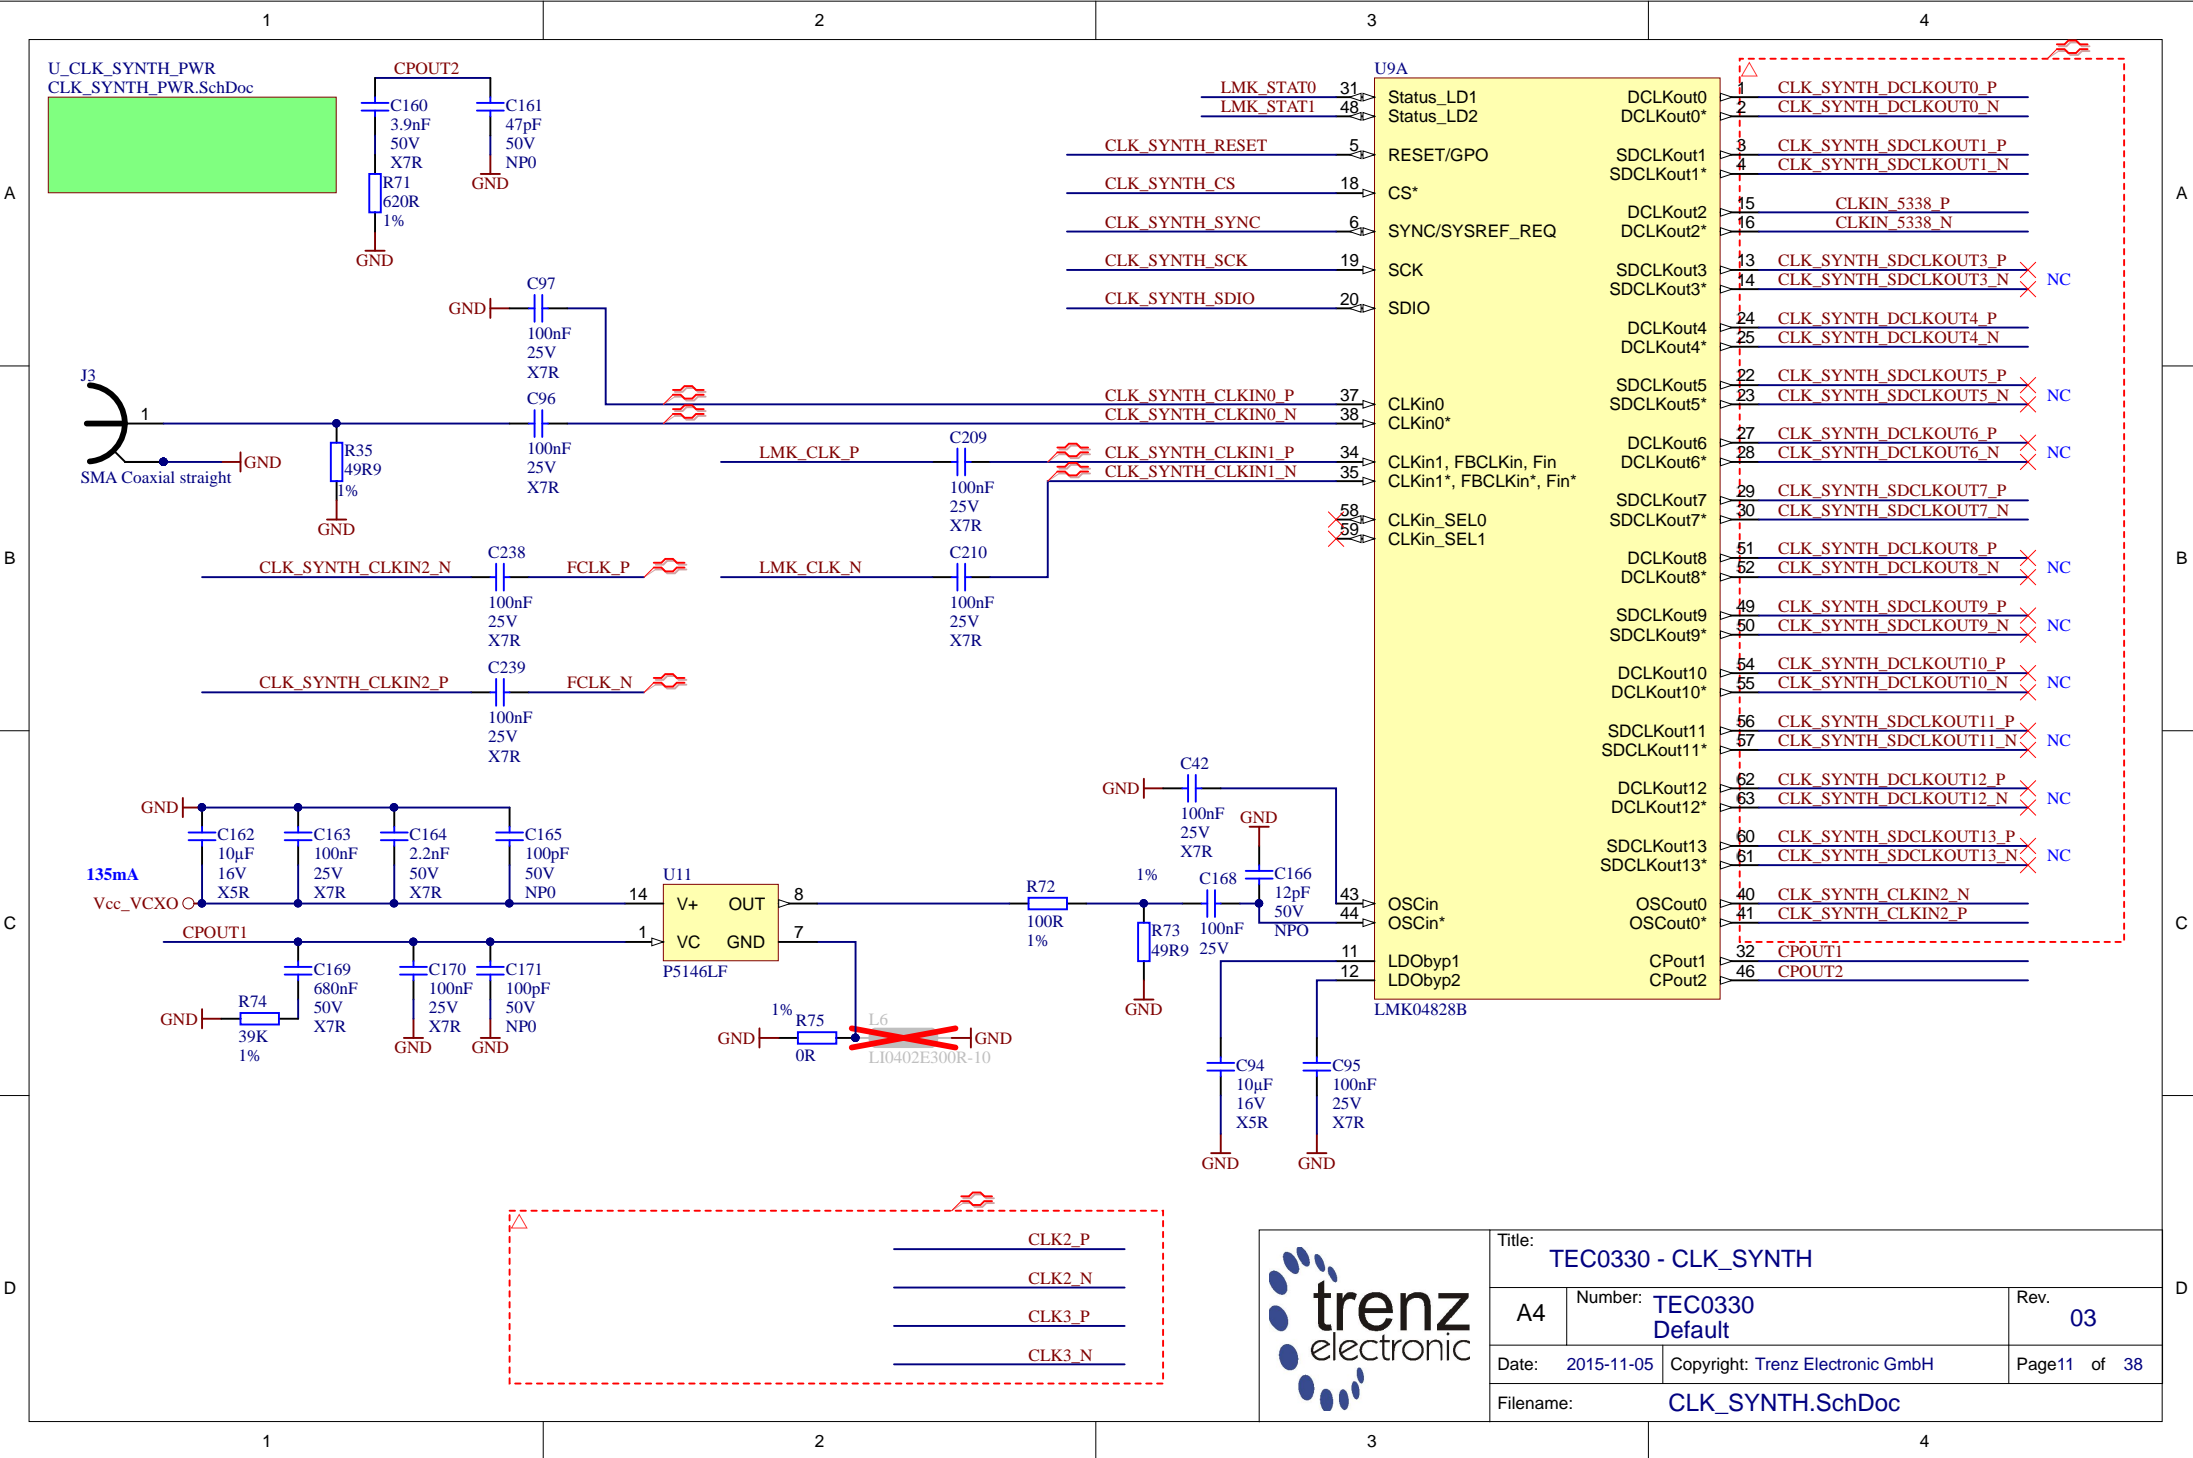 1 2 3 4
A B C D
A B C D
1 2 3 4
U_CLK_SYNTH_PWR
CLK_SYNTH_PWR.SchDoc
CPOUT2
C160
3.9nF
50V
X7R
C161
47pF
50V
NP0
GND
R71
620R
1%
GND
C97
GND
100nF
25V
X7R
J3
1
GND
SMA Coaxial straight
R35
49R9
1%
GND
C96
100nF
25V
X7R
LMK_CLK_P
C209
100nF
25V
X7R
LMK_CLK_N
C210
100nF
25V
X7R
CLK_SYNTH_CLKIN2_N
C238
FCLK_P
100nF
25V
X7R
CLK_SYNTH_CLKIN2_P
C239
FCLK_N
100nF
25V
X7R
GND
C162
10µF
16V
X5R
C163
100nF
25V
X7R
C164
2.2nF
50V
X7R
C165
100pF
50V
NP0
135mA
Vcc_VCXO
CPOUT1
C169
680nF
50V
X7R
C170
100nF
25V
X7R
GND
C171
100pF
50V
NP0
GND
GND
R74
39K
1%
U11
14 V+ OUT 8
1 VC GND 7
P5146LF
GND
1%
R75
0R
L6
LI0402E300R-10
GND
R72
100R
1%
1%
R73
49R9
GND
C168
100nF
25V
GND
C166
12pF
50V
NPO
GND
C42
100nF
25V
X7R
C94
10µF
16V
X5R
GND
C95
100nF
25V
X7R
GND
U9A
LMK_STAT0 31 Status_LD1
LMK_STAT1 48 Status_LD2
CLK_SYNTH_RESET 5 RESET/GPO
CLK_SYNTH_CS 18 CS*
CLK_SYNTH_SYNC 6 SYNC/SYSREF_REQ
CLK_SYNTH_SCK 19 SCK
CLK_SYNTH_SDIO 20 SDIO
CLK_SYNTH_CLKIN0_P 37 CLKin0
CLK_SYNTH_CLKIN0_N 38 CLKin0*
CLK_SYNTH_CLKIN1_P 34 CLKin1, FBCLKin, Fin
CLK_SYNTH_CLKIN1_N 35 CLKin1*, FBCLKin*, Fin*
58 CLKin_SEL0
59 CLKin_SEL1
43 OSCin
44 OSCin*
11 LDObyp1
12 LDObyp2
LMK04828B
DCLKout0 1 CLK_SYNTH_DCLKOUT0_P
DCLKout0* 2 CLK_SYNTH_DCLKOUT0_N
SDCLKout1 3 CLK_SYNTH_SDCLKOUT1_P
SDCLKout1* 4 CLK_SYNTH_SDCLKOUT1_N
DCLKout2 15 CLKIN_5338_P
DCLKout2* 16 CLKIN_5338_N
SDCLKout3 13 CLK_SYNTH_SDCLKOUT3_P
SDCLKout3* 14 CLK_SYNTH_SDCLKOUT3_N
NC
DCLKout4 24 CLK_SYNTH_DCLKOUT4_P
DCLKout4* 25 CLK_SYNTH_DCLKOUT4_N
SDCLKout5 22 CLK_SYNTH_SDCLKOUT5_P
SDCLKout5* 23 CLK_SYNTH_SDCLKOUT5_N
NC
DCLKout6 27 CLK_SYNTH_DCLKOUT6_P
DCLKout6* 28 CLK_SYNTH_DCLKOUT6_N
NC
SDCLKout7 29 CLK_SYNTH_SDCLKOUT7_P
SDCLKout7* 30 CLK_SYNTH_SDCLKOUT7_N
DCLKout8 51 CLK_SYNTH_DCLKOUT8_P
DCLKout8* 52 CLK_SYNTH_DCLKOUT8_N
NC
SDCLKout9 49 CLK_SYNTH_SDCLKOUT9_P
SDCLKout9* 50 CLK_SYNTH_SDCLKOUT9_N
NC
DCLKout10 54 CLK_SYNTH_DCLKOUT10_P
DCLKout10* 55 CLK_SYNTH_DCLKOUT10_N
NC
SDCLKout11 56 CLK_SYNTH_SDCLKOUT11_P
SDCLKout11* 57 CLK_SYNTH_SDCLKOUT11_N
NC
DCLKout12 62 CLK_SYNTH_DCLKOUT12_P
DCLKout12* 63 CLK_SYNTH_DCLKOUT12_N
NC
SDCLKout13 60 CLK_SYNTH_SDCLKOUT13_P
SDCLKout13* 61 CLK_SYNTH_SDCLKOUT13_N
NC
OSCout0 40 CLK_SYNTH_CLKIN2_N
OSCout0* 41 CLK_SYNTH_CLKIN2_P
CPout1 32 CPOUT1
CPout2 46 CPOUT2
CLK2_P
CLK2_N
CLK3_P
CLK3_N
trenz
electronic
Title: TEC0330 - CLK_SYNTH
A4
Number: TEC0330
Default
Rev. 03
Date: 2015-11-05
Copyright: Trenz Electronic GmbH
Page11 of 38
Filename: CLK_SYNTH.SchDoc